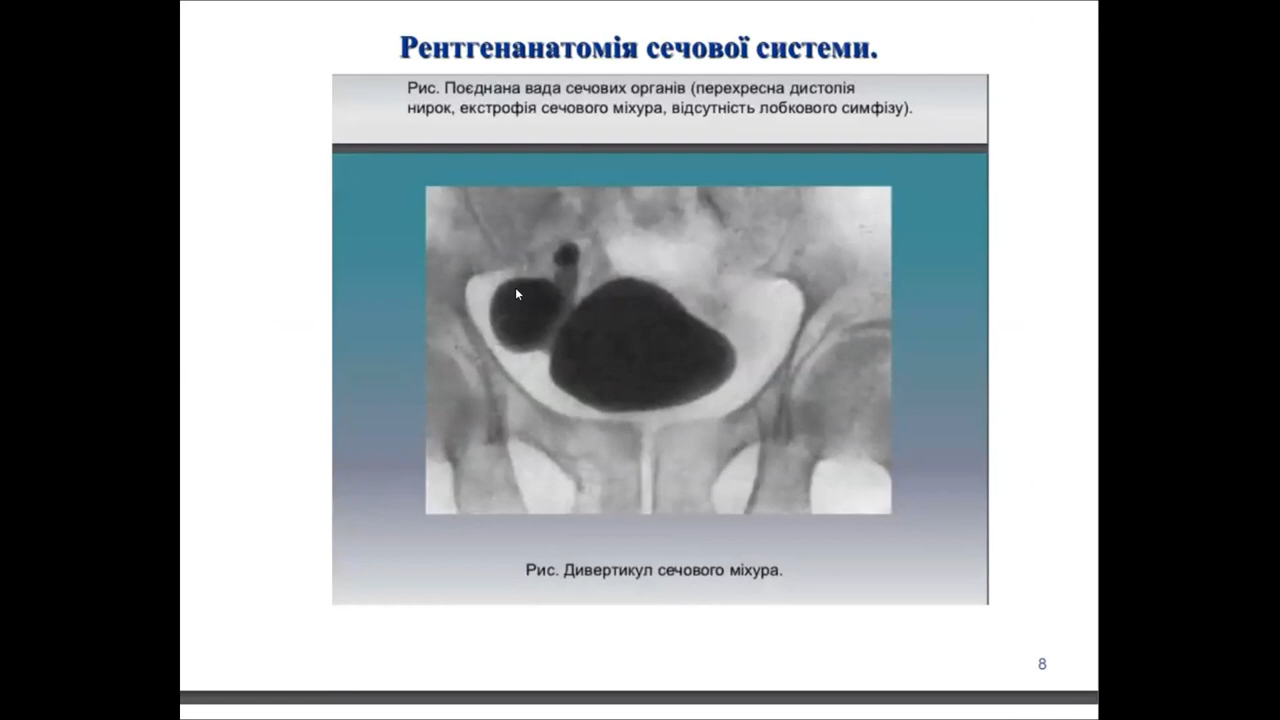 Рентгенанатомія сечової системи.
Рис. Поєднана вада сечових органів (перехресна дистопія
нирок, екстрофія сечового міхура, відсутність лобкового симфізу).
Рис. Дивертикул сечового міхура.
8